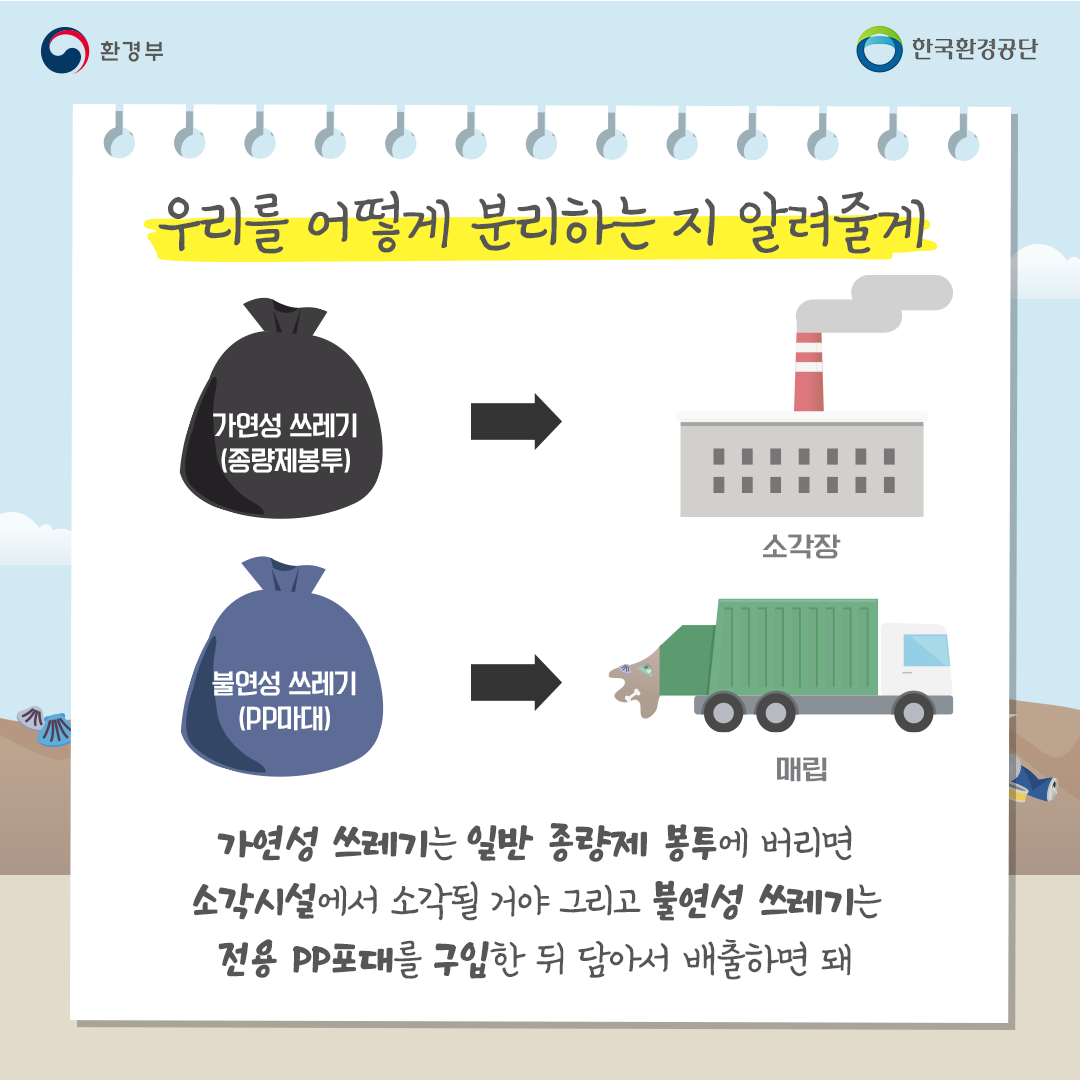 환경부
한국환경공단
우리를 어떻게 분리하는 지 알려줄게
가연성 쓰레기
(종량제봉투)
소각장
불연성 쓰레기
(PP마대)
매립
가연성 쓰레기는 일반 종량제 봉투에 버리면
소각시설에서 소각될 거야 그리고 불연성 쓰레기는
전용 PP포대를 구입한 뒤 담아서 배출하면 돼